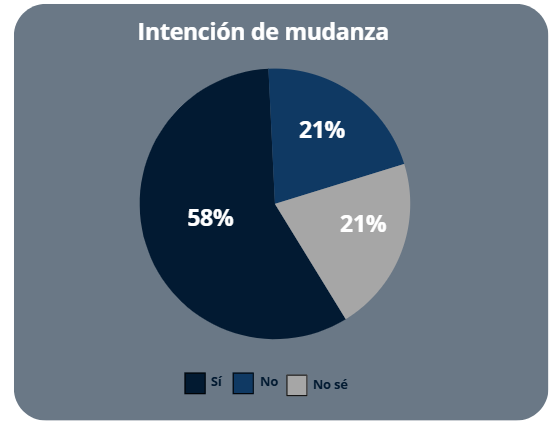 Intención de mudanza
21%
58%
21%
Sí
No
No sé